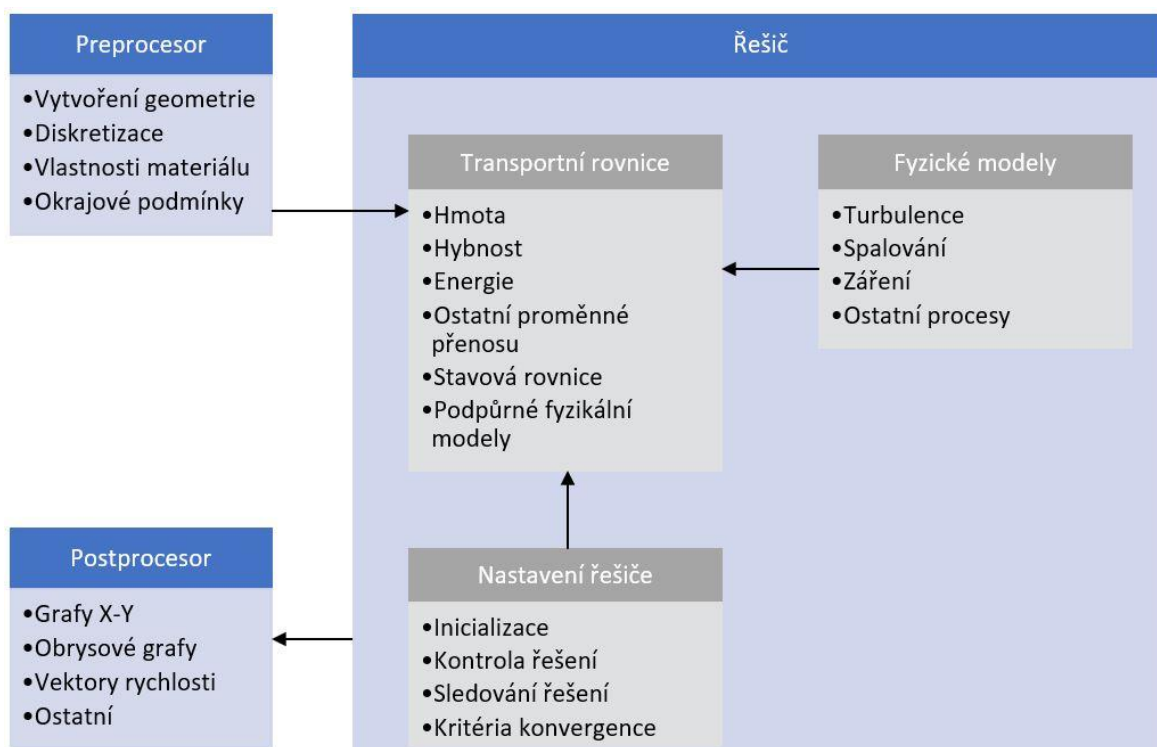 Preprocesor
•Vytvoření geometrie
•Diskretizace
•Vlastnosti materiálu
•Okrajové podmínky
Řešič
Transportní rovnice
•Hmota
•Hybnost
•Energie
•Ostatní proměnné
přenosu
•Stavová rovnice
•Podpůrné fyzikální
modely
Fyzické modely
•Turbulence
•Spalování
•Záření
•Ostatní procesy
Nastavení řešiče
•Inicializace
•Kontrola řešení
•Sledování řešení
•Kritéria konvergence
Postprocesor
•Grafy X-Y
•Obrysové grafy
•Vektory rychlosti
•Ostatní